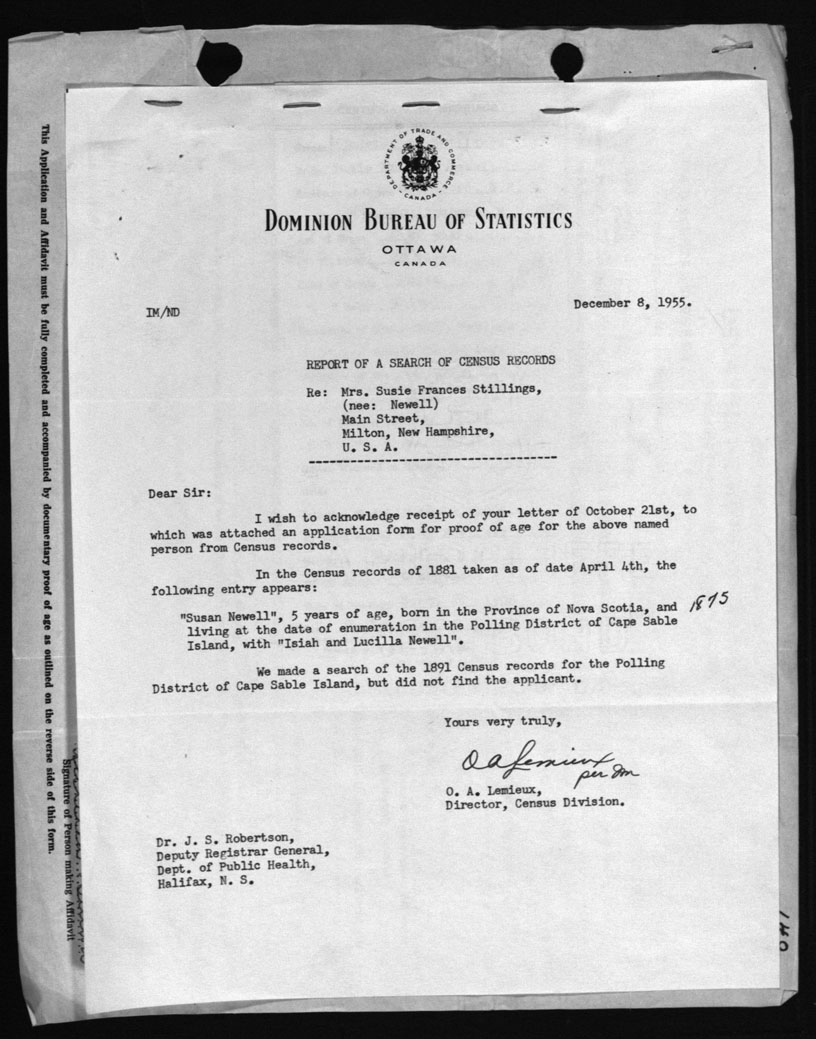 DEPARTMENT OF TRADE AND COMMERCE
- CANADA -
DOMINION BUREAU OF STATISTICS
OTTAWA
CANADA
IM/ND
December 8, 1955.
REPORT OF A SEARCH OF CENSUS RECORDS
Re: Mrs. Susie Frances Stillings,
(nee: Newell)
Main Street,
Milton, New Hampshire,
U. S. A.
Dear Sir:
I wish to acknowledge receipt of your letter of October 21st, to
which was attached an application form for proof of age for the above named
person from Census records.
In the Census records of 1881 taken as of date April 4th, the
following entry appears:
"Susan Newell", 5 years of age, born in the Province of Nova Scotia, and
living at the date of enumeration in the Polling District of Cape Sable
Island, with "Isiah and Lucilla Newell".
1875
We made a search of the 1891 Census records for the Polling
District of Cape Sable Island, but did not find the applicant.
Yours very truly,
O A Lemieux
per
O. A. Lemieux,
Director, Census Division.
Dr. J. S. Robertson,
Deputy Registrar General,
Dept. of Public Health,
Halifax, N. S.
This Application and Affidavit must be fully completed and accompanied by documentary proof of age as outlined on the reverse side of this form.
Signature of Person making Affidavit